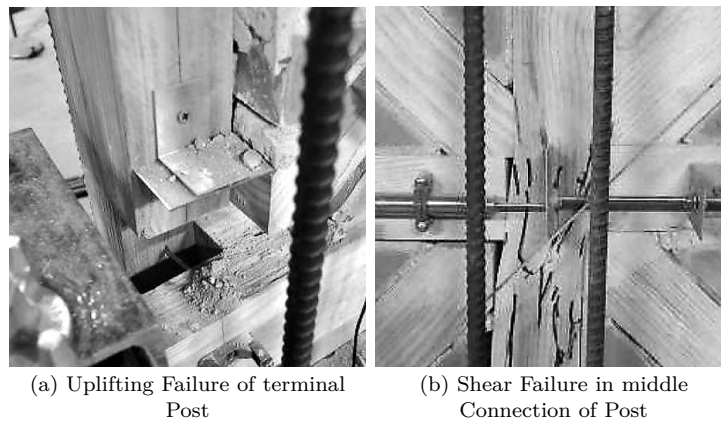 (a) Uplifting Failure of terminal
Post
(b) Shear Failure in middle
Connection of Post